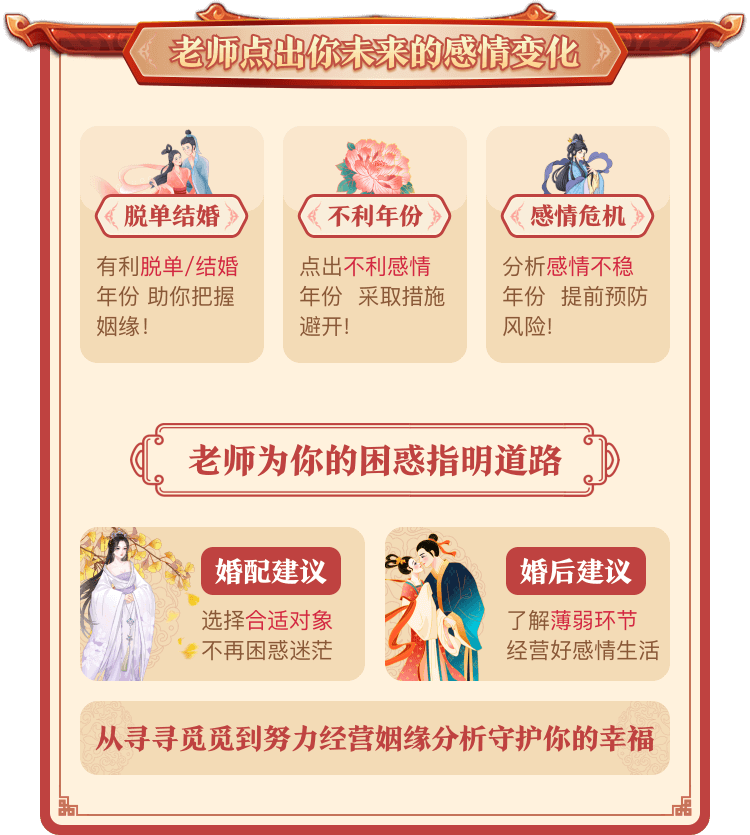 老师点出你未来的感情变化
脱单结婚
有利脱单/结婚
年份 助你把握
姻缘!
不利年份
点出不利感情
年份 采取措施
避开!
感情危机
分析感情不稳
年份 提前预防
风险!
老师为你的困惑指明道路
婚配建议
选择合适对象
不再困惑迷茫
婚后建议
了解薄弱环节
经营好感情生活
从寻寻觅觅到努力经营姻缘分析守护你的幸福